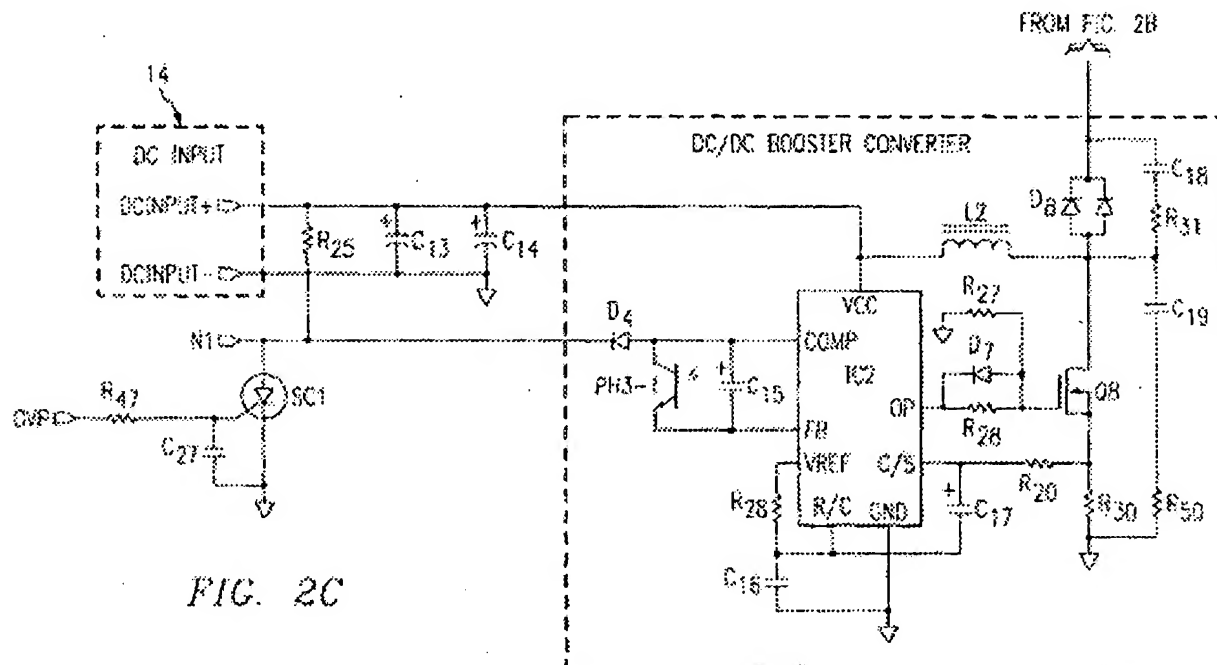 FROM FIG. 2B
14
DC INPUT
DC/DC BOOSTER CONVERTER
C18
DCINPUT+
D8
L2
R31
R25
C13
C14
DCINPUT-
R27
C19
D4
VCC
N1
COMP
D7
IC2
PH3
C15
Q8
R47
SC1
OP
OVP
FB
R28
C27
VREF
C/S
R20
R28
R/C
GND
C17
R30
R50
C16
FIG. 2C